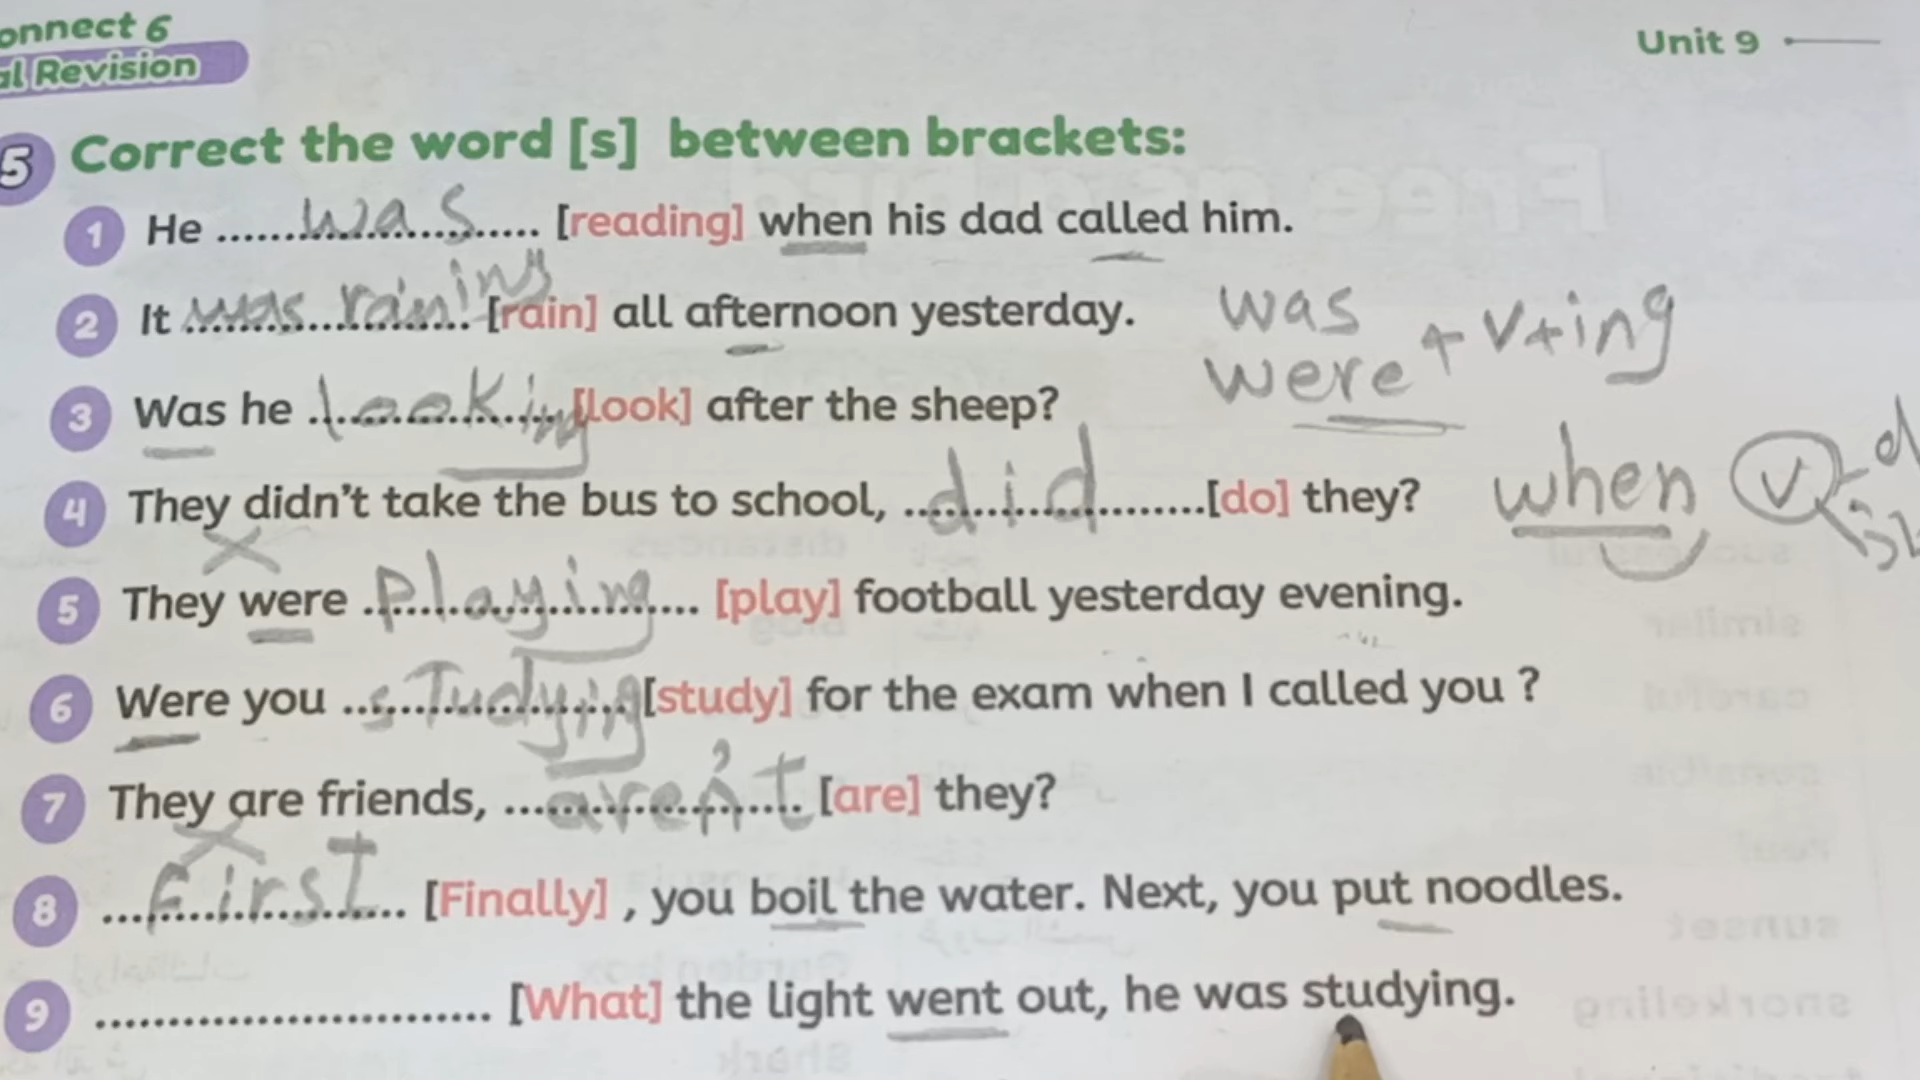 onnect 6
al Revision
Unit 9
5 Correct the word [s] between brackets:
1 He ....was.... [reading] when his dad called him.
2 It was raining [rain] all afternoon yesterday.
was
were + v+ing
3 Was he looking [look] after the sheep?
4 They didn't take the bus to school, did [do] they?
when v
5 They were playing [play] football yesterday evening.
6 Were you studying [study] for the exam when I called you ?
7 They are friends, aren't [are] they?
8 First [Finally] , you boil the water. Next, you put noodles.
9 .......................... [What] the light went out, he was studying.